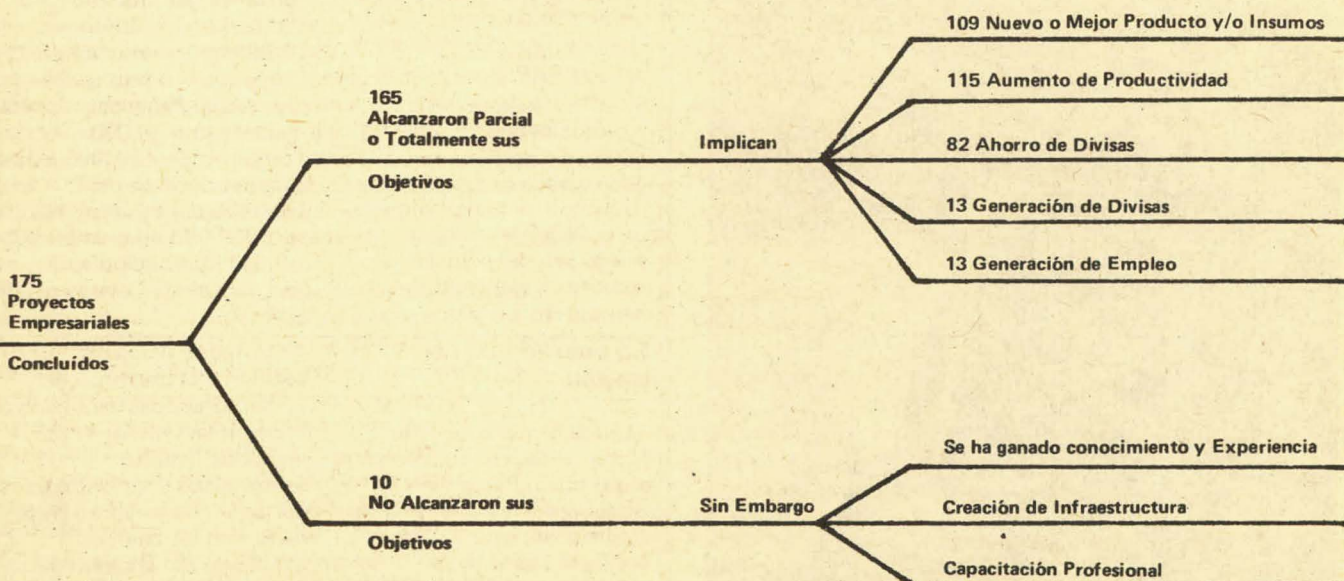 175
Proyectos
Empresariales
Concluídos
165
Alcanzaron Parcial
o Totalmente sus
Objetivos
Implican
109 Nuevo o Mejor Producto y/o Insumos
115 Aumento de Productividad
82 Ahorro de Divisas
13 Generación de Divisas
13 Generación de Empleo
10
No Alcanzaron sus
Objetivos
Sin Embargo
Se ha ganado conocimiento y Experiencia
Creación de Infraestructura
Capacitación Profesional